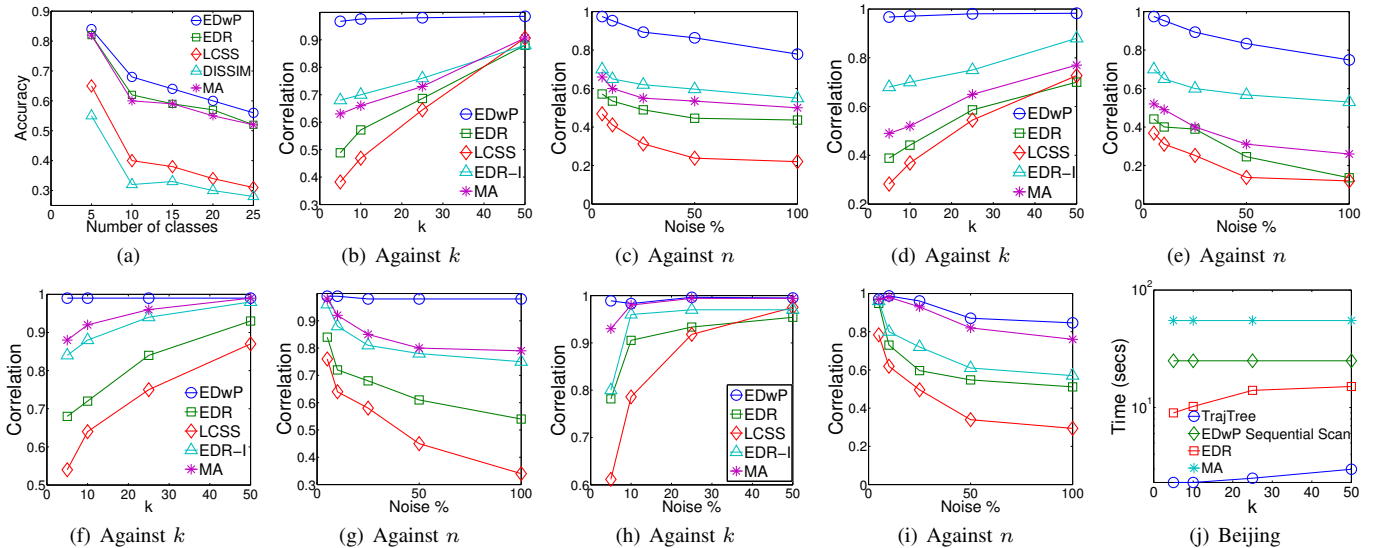 Accuracy
0.9
0.8
0.7
0.6
0.5
0.4
0.3
0
5
10
15
20
25
Number of classes
EDwP
EDR
LCSS
DISSIM
MA
(a)
Correlation
1
0.9
0.8
0.7
0.6
0.5
0.4
0.3
0
10
20
30
40
50
k
EDwP
EDR
LCSS
EDR-I
MA
(b) Against k
Correlation
1
0.8
0.6
0.4
0.2
0
0
50
100
Noise %
(c) Against n
Correlation
1
0.8
0.6
0.4
0.2
0
10
20
30
40
50
k
EDwP
EDR
LCSS
EDR-I
MA
(d) Against k
Correlation
1
0.8
0.6
0.4
0.2
0
0
50
100
Noise %
(e) Against n
Correlation
1
0.9
0.8
0.7
0.6
0.5
0
10
20
30
40
50
k
EDwP
EDR
LCSS
EDR-I
MA
(f) Against k
Correlation
1
0.9
0.8
0.7
0.6
0.5
0.4
0.3
0
50
100
Noise %
(g) Against n
Correlation
1
0.9
0.8
0.7
0.6
0
10
20
30
40
50
Noise %
EDwP
EDR
LCSS
EDR-I
MA
(h) Against k
Correlation
1
0.8
0.6
0.4
0.2
0
0
50
100
Noise %
(i) Against n
Time (secs)
10²
10¹
0
10
20
30
40
50
k
TrajTree
EDwP Sequential Scan
EDR
MA
(j) Beijing